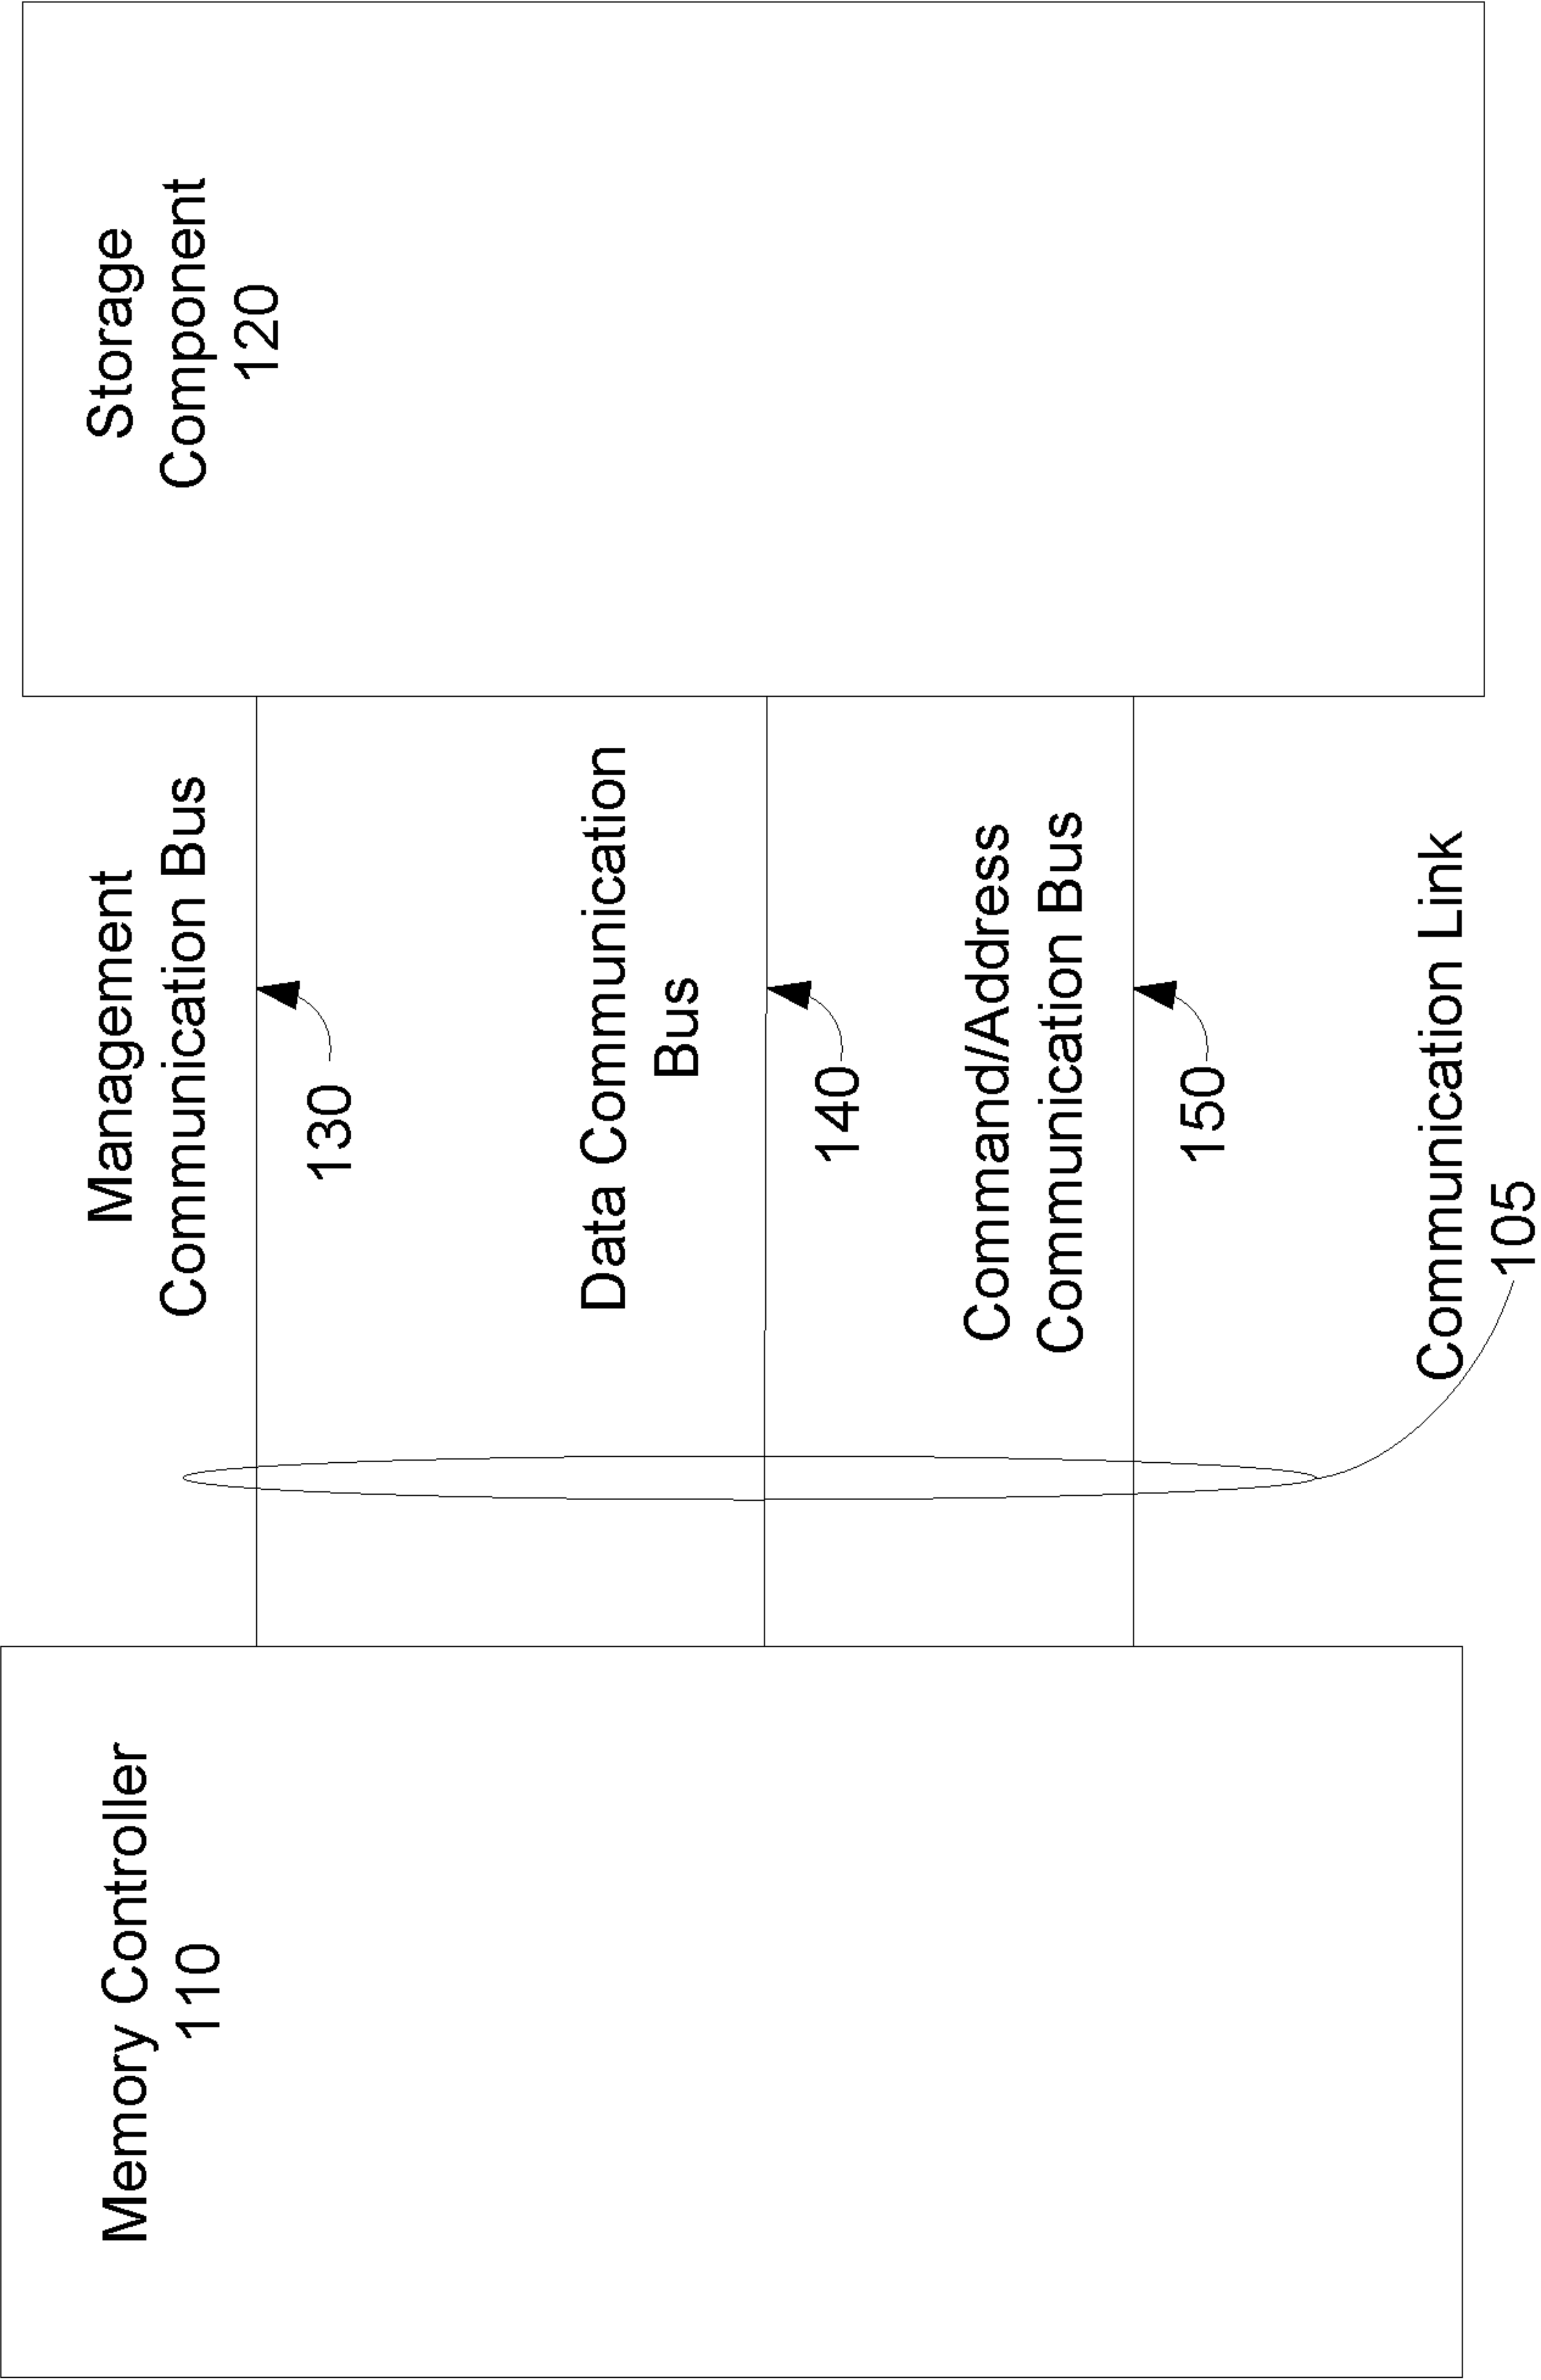 Memory Controller
110
Management
Communication Bus
130
Data Communication
Bus
140
Command/Address
Communication Bus
150
Communication Link
105
Storage
Component
120